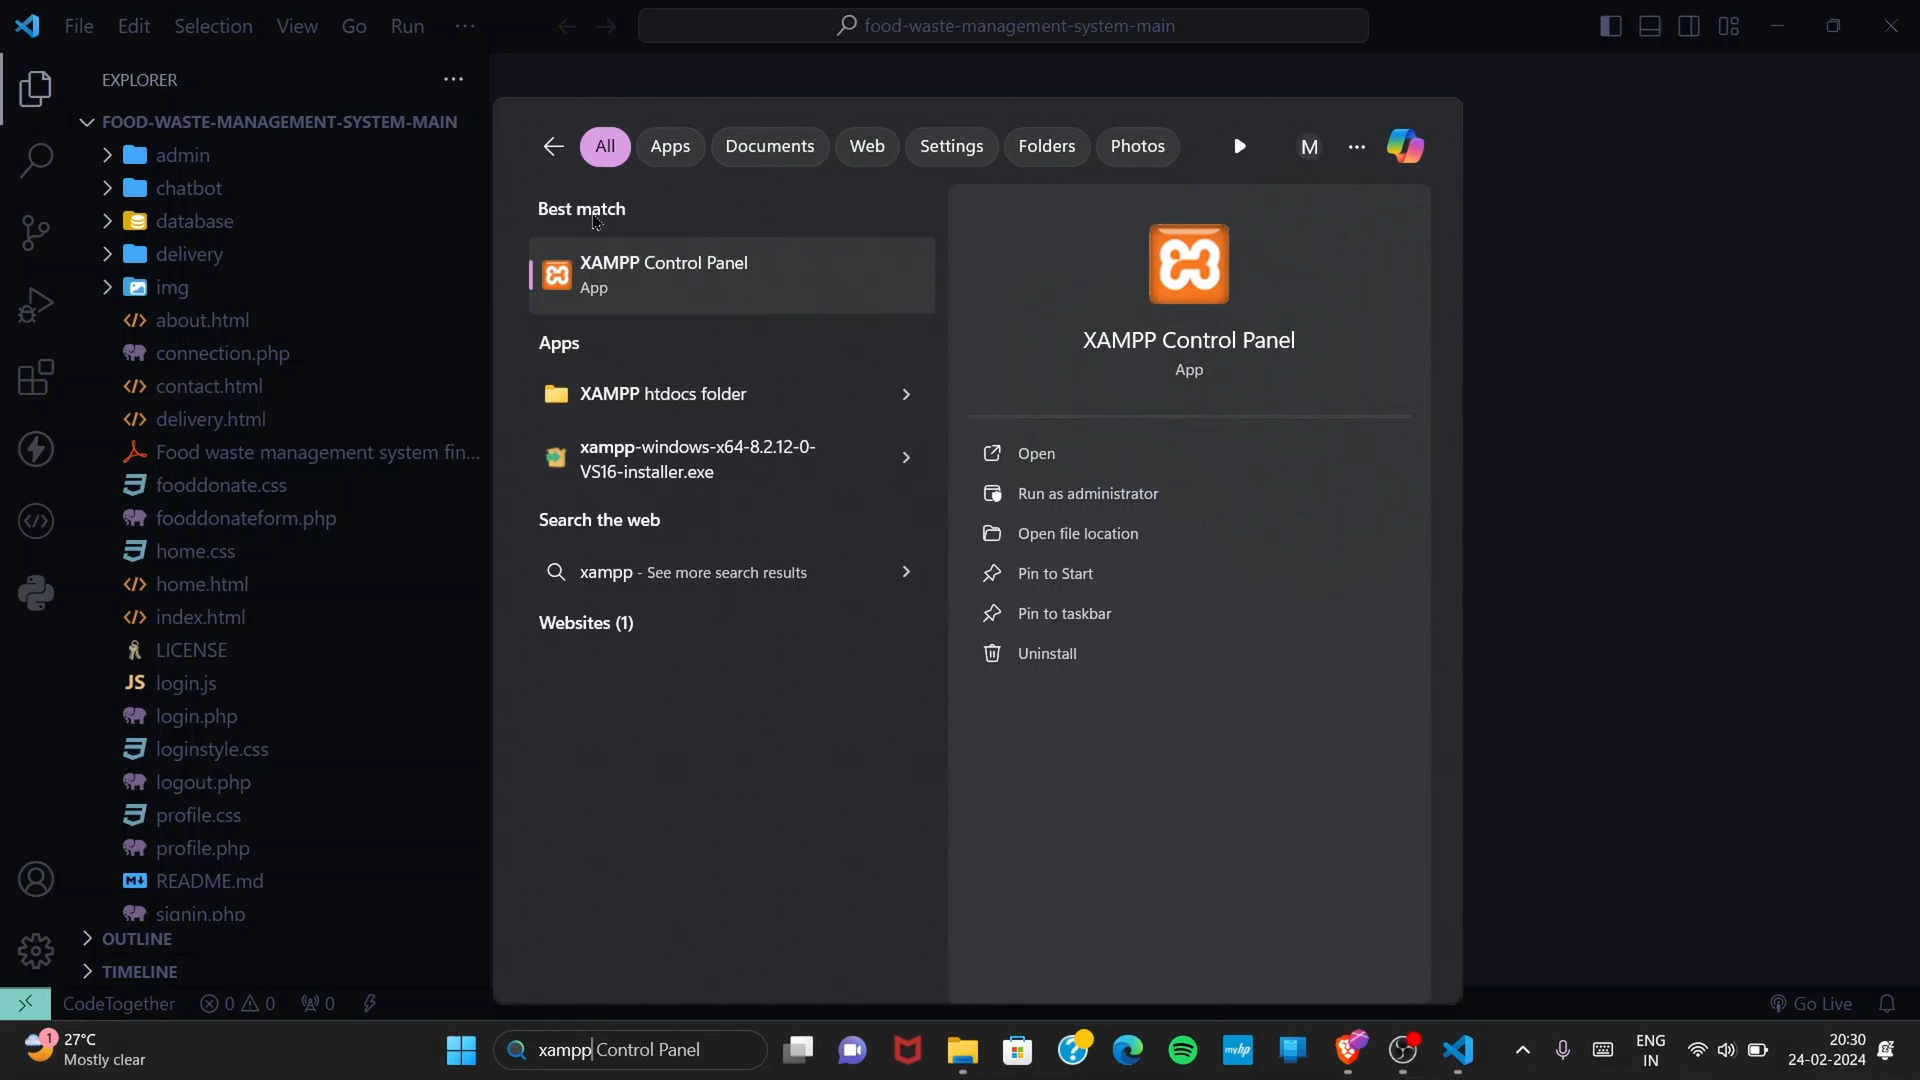 File Edit Selection View Go Run ···
food-waste-management-system-main
EXPLORER ···
FOOD-WASTE-MANAGEMENT-SYSTEM-MAIN
admin
chatbot
database
delivery
img
about.html
connection.php
contact.html
delivery.html
Food waste management system fin...
fooddonate.css
fooddonateform.php
home.css
home.html
index.html
LICENSE
JS login.js
login.php
loginstyle.css
logout.php
profile.css
profile.php
README.md
signin.php
OUTLINE
TIMELINE
CodeTogether 0 0 0
Go Live
All Apps Documents Web Settings Folders Photos M ···
Best match
XAMPP Control Panel
App
Apps
XAMPP htdocs folder
xampp-windows-x64-8.2.12-0-
VS16-installer.exe
Search the web
xampp - See more search results
Websites (1)
XAMPP Control Panel
App
Open
Run as administrator
Open file location
Pin to Start
Pin to taskbar
Uninstall
1
27°C
Mostly clear
xampp Control Panel
myhp
ENG
IN
20:30
24-02-2024